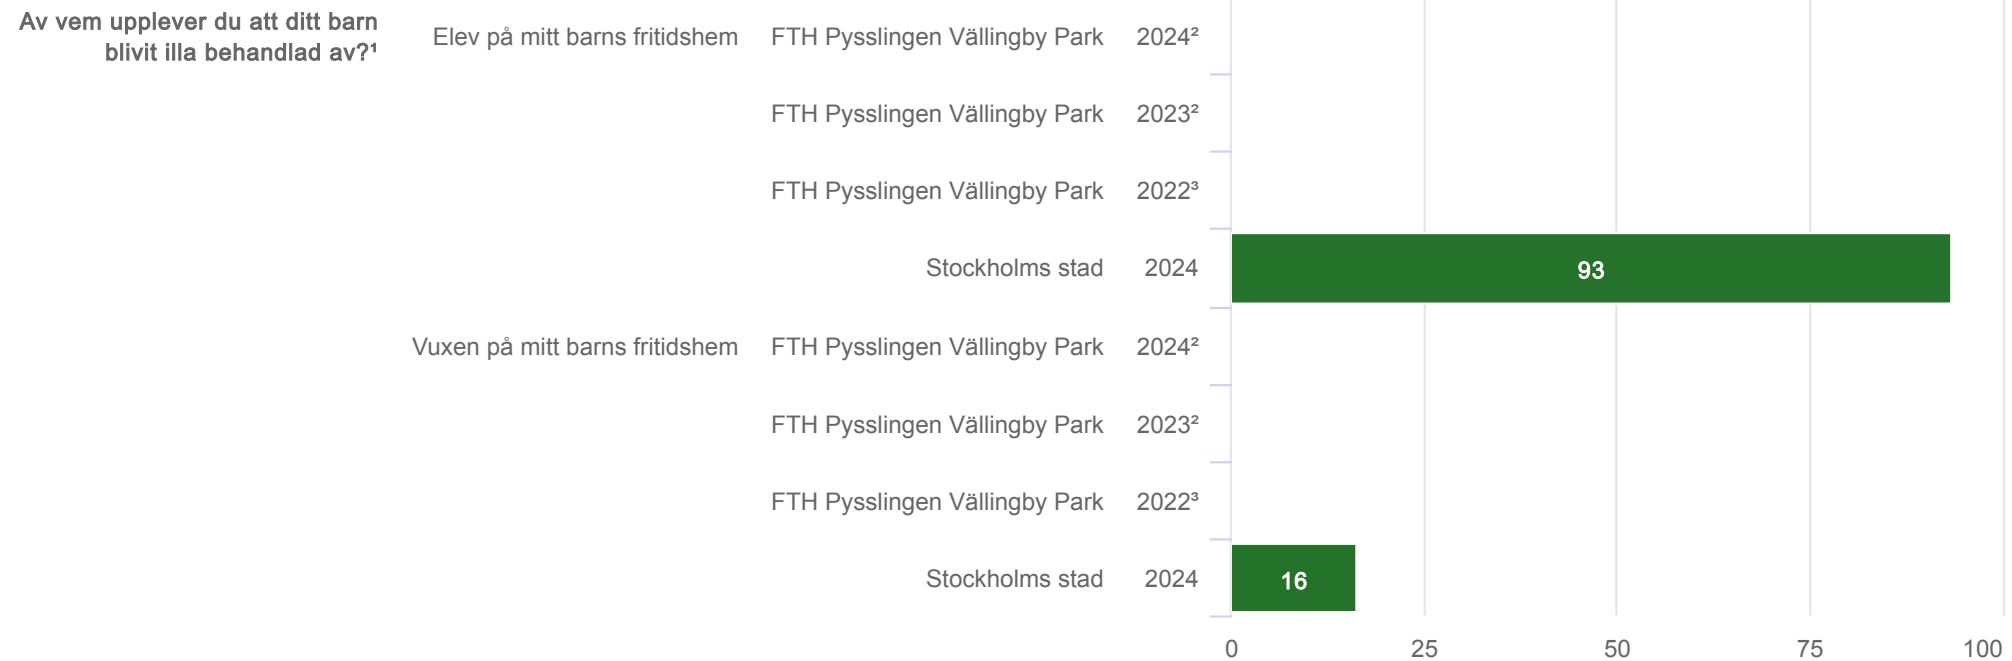 Av vem upplever du att ditt barn
blivit illa behandlad av?¹
Elev på mitt barns fritidshem FTH Pysslingen Vällingby Park 2024²
FTH Pysslingen Vällingby Park 2023²
FTH Pysslingen Vällingby Park 2022³
Stockholms stad 2024 93
Vuxen på mitt barns fritidshem FTH Pysslingen Vällingby Park 2024²
FTH Pysslingen Vällingby Park 2023²
FTH Pysslingen Vällingby Park 2022³
Stockholms stad 2024 16
0 25 50 75 100